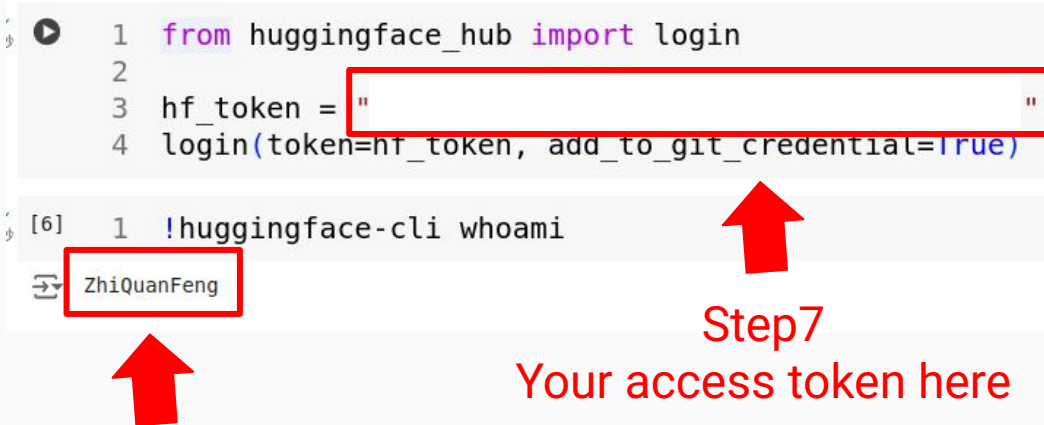 1 from huggingface_hub import login
2
3 hf_token = " "
4 login(token=hf_token, add_to_git_credential=True)
[6] 1 !huggingface-cli whoami
ZhiQuanFeng
Step7
Your access token here